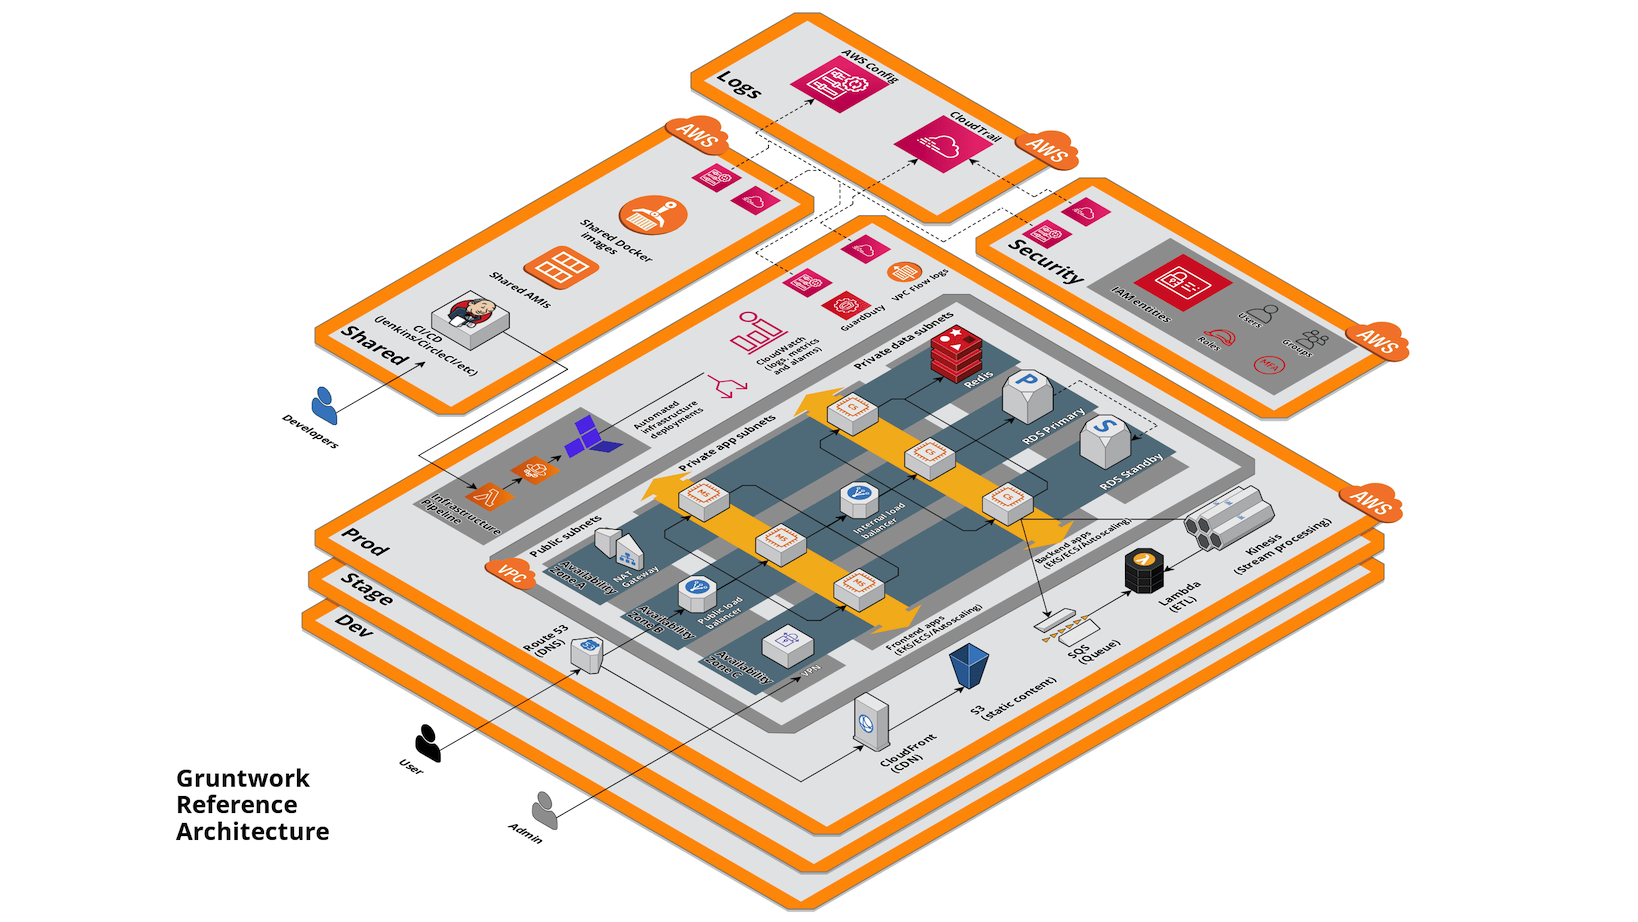 Logs
AWS Config
CloudTrail
AWS
AWS
Shared Docker
images
Shared AMIs
CI/CD
(Jenkins/CircleCI/etc)
Shared
Developers
Security
IAM entities
Users
Groups
Roles
MFA
AWS
VPC Flow logs
GuardDuty
CloudWatch
(logs, metrics
and alarms)
Automated
infrastructure
deployments
Infrastructure
Pipeline
Prod
Stage
Dev
AWS
VPC
Private data subnets
Private app subnets
Public subnets
Redis
P
RDS Primary
S
RDS Standby
Internal load
balancer
NAT
Gateway
Public load
balancer
VPN
Availability
Zone A
Availability
Zone B
Availability
Zone C
MS
MS
MS
Backend apps
(EKS/ECS/Autoscaling)
Frontend apps
(EKS/ECS/Autoscaling)
Kinesis
(Stream processing)
Lambda
(ETL)
SQS
(Queue)
S3
(static content)
CloudFront
(CDN)
Route 53
(DNS)
User
Admin
Gruntwork
Reference
Architecture